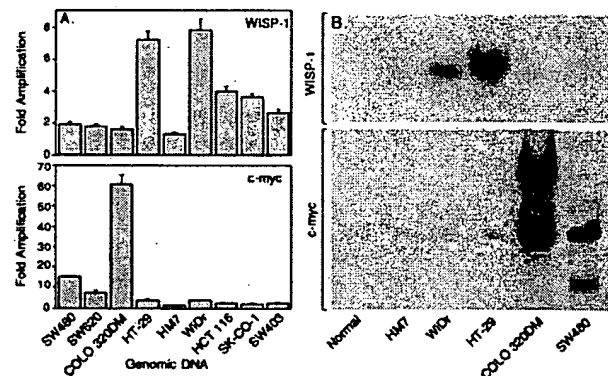 A. WISP-1
Fold Amplification
8
6
4
2
0
c-myc
Fold Amplification
70
60
50
40
30
20
10
0
SW480
SW620
COLO 320DM
HT-29
HM7
WiDr
HCT 116
SK-CO-1
SW403
Genomic DNA
B
WISP-1
c-myc
Normal
HM7
WiDr
HT-29
COLO 320DM
SW480